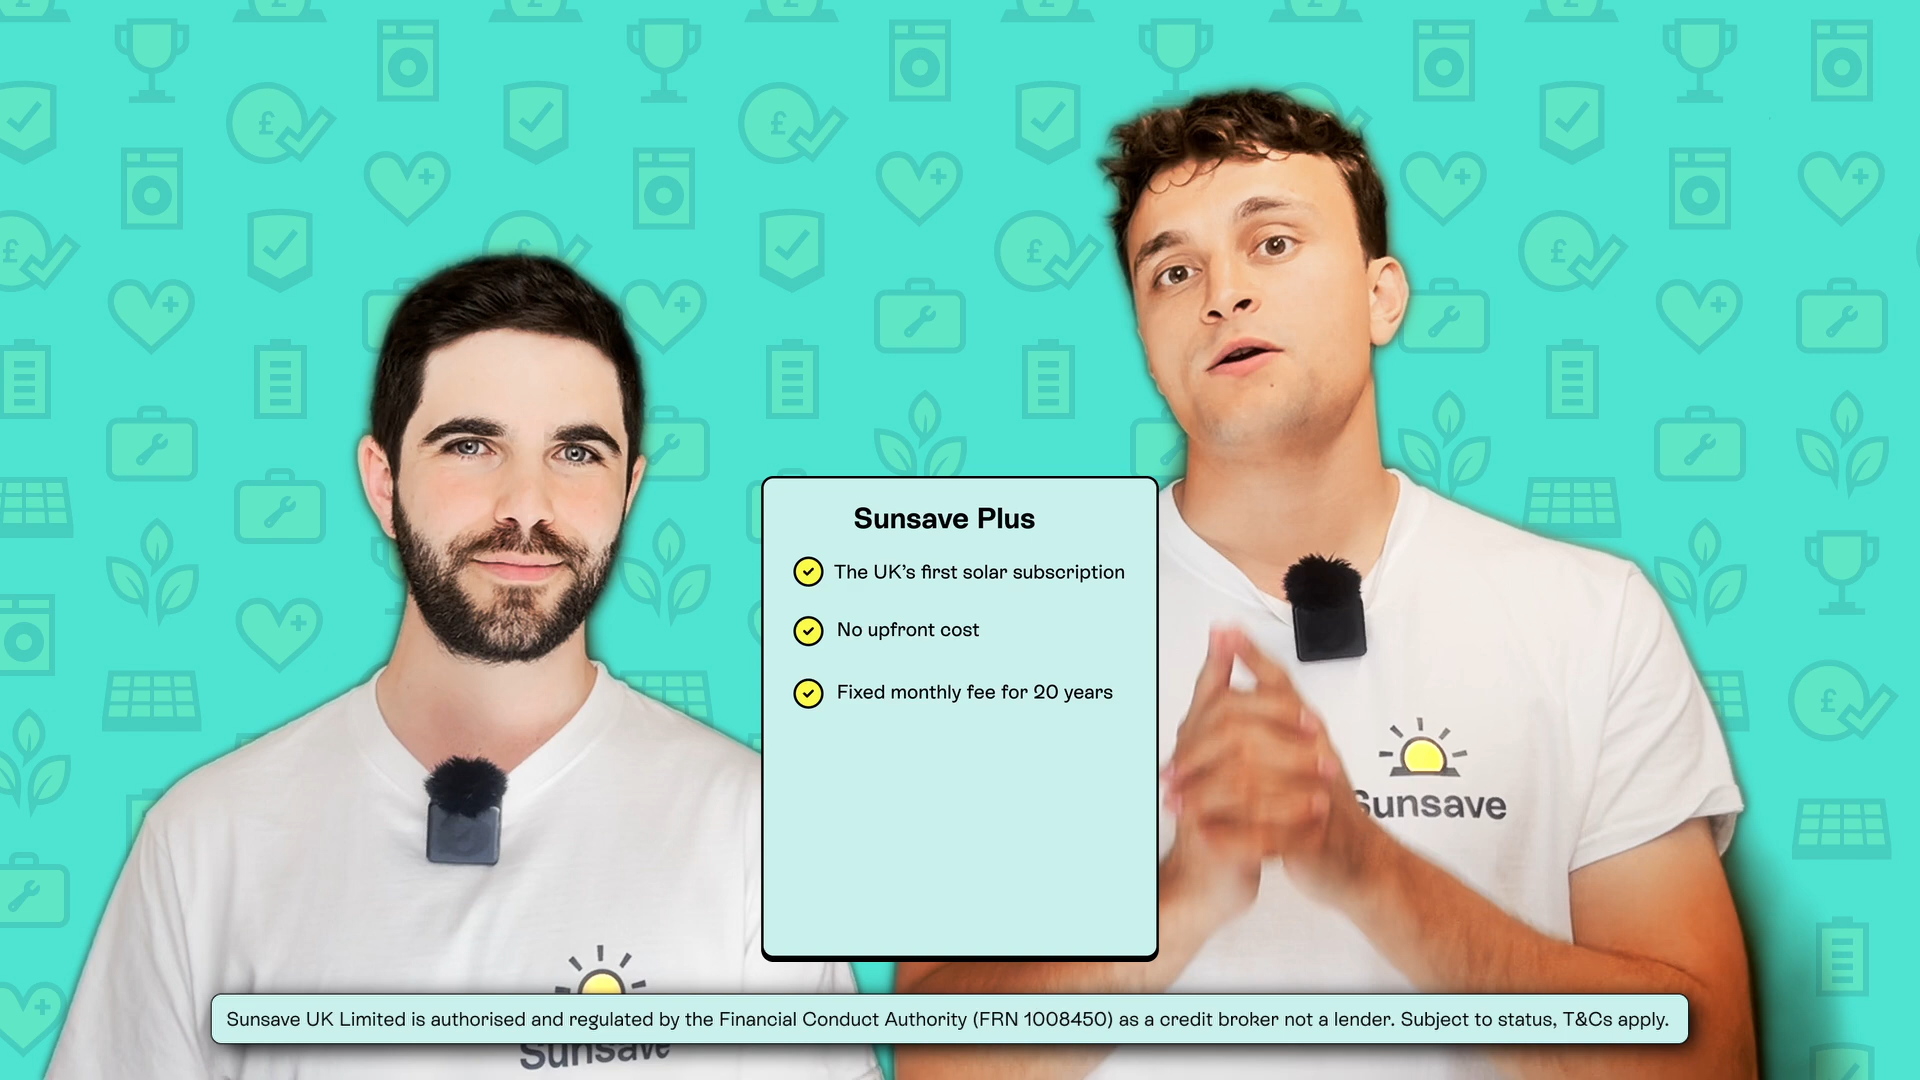 Sunsave Plus
The UK's first solar subscription
No upfront cost
Fixed monthly fee for 20 years
Sunsave
Sunsave UK Limited is authorised and regulated by the Financial Conduct Authority (FRN 1008450) as a credit broker not a lender. Subject to status, T&Cs apply.
Sunsave